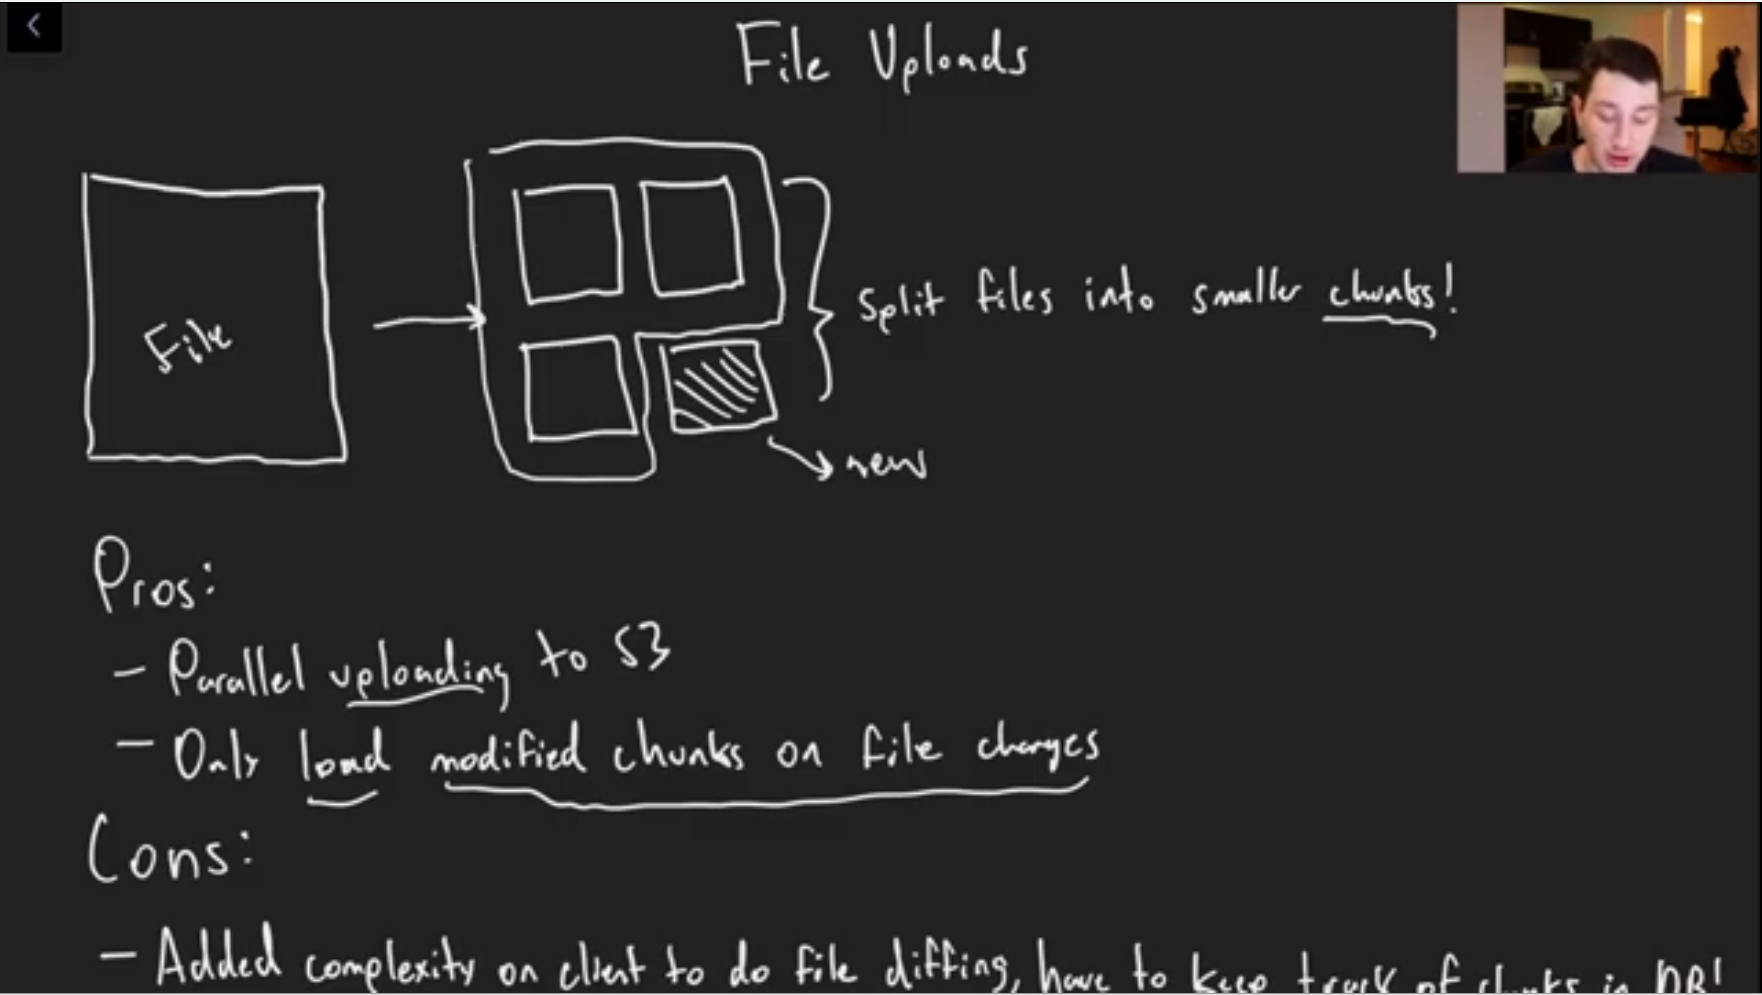 File Uploads
File
split files into smaller chunks!
new
Pros:
- Parallel uploading to S3
- Only load modified chunks on file changes
Cons:
- Added complexity on client to do file diffing, have to keep track of chunks in DB!